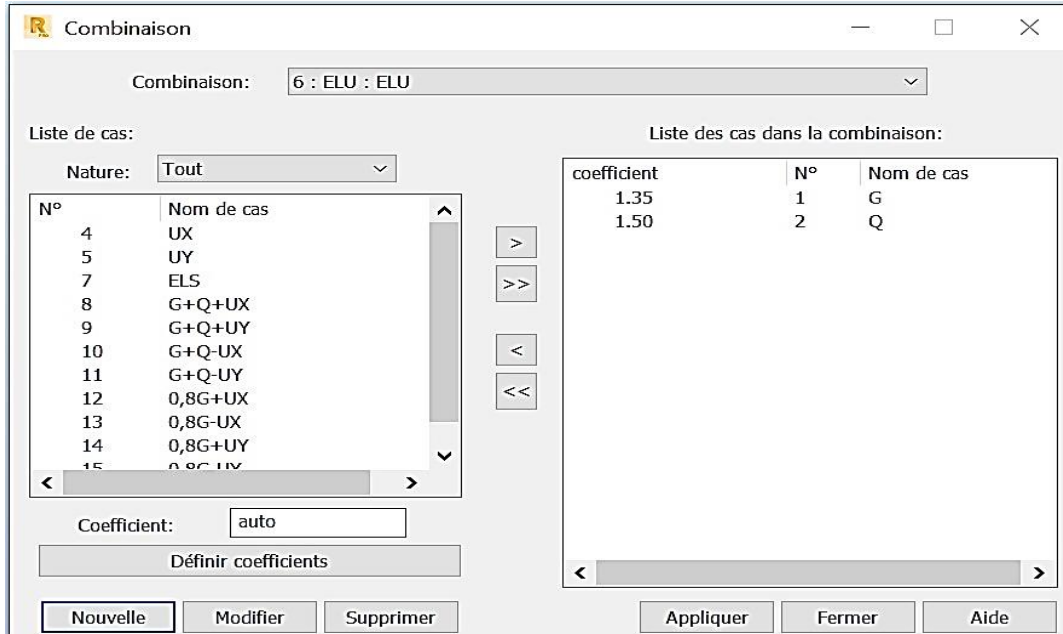 Combinaison
Combinaison: 6 : ELU : ELU
Liste de cas:
Nature: Tout
N° Nom de cas
4 UX
5 UY
7 ELS
8 G+Q+UX
9 G+Q+UY
10 G+Q-UX
11 G+Q-UY
12 0,8G+UX
13 0,8G-UX
14 0,8G+UY
15
Coefficient: auto
Définir coefficients
Nouvelle Modifier Supprimer
>
>>
<
<<
Liste des cas dans la combinaison:
coefficient N° Nom de cas
1.35 1 G
1.50 2 Q
Appliquer Fermer Aide